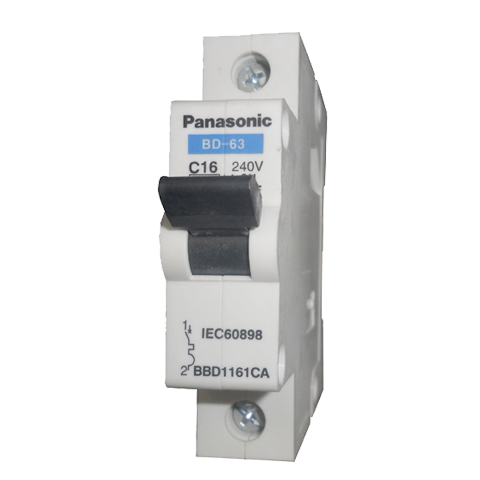 Panasonic
BD-63
C16 240V
1
IEC60898
2 BBD1161CA